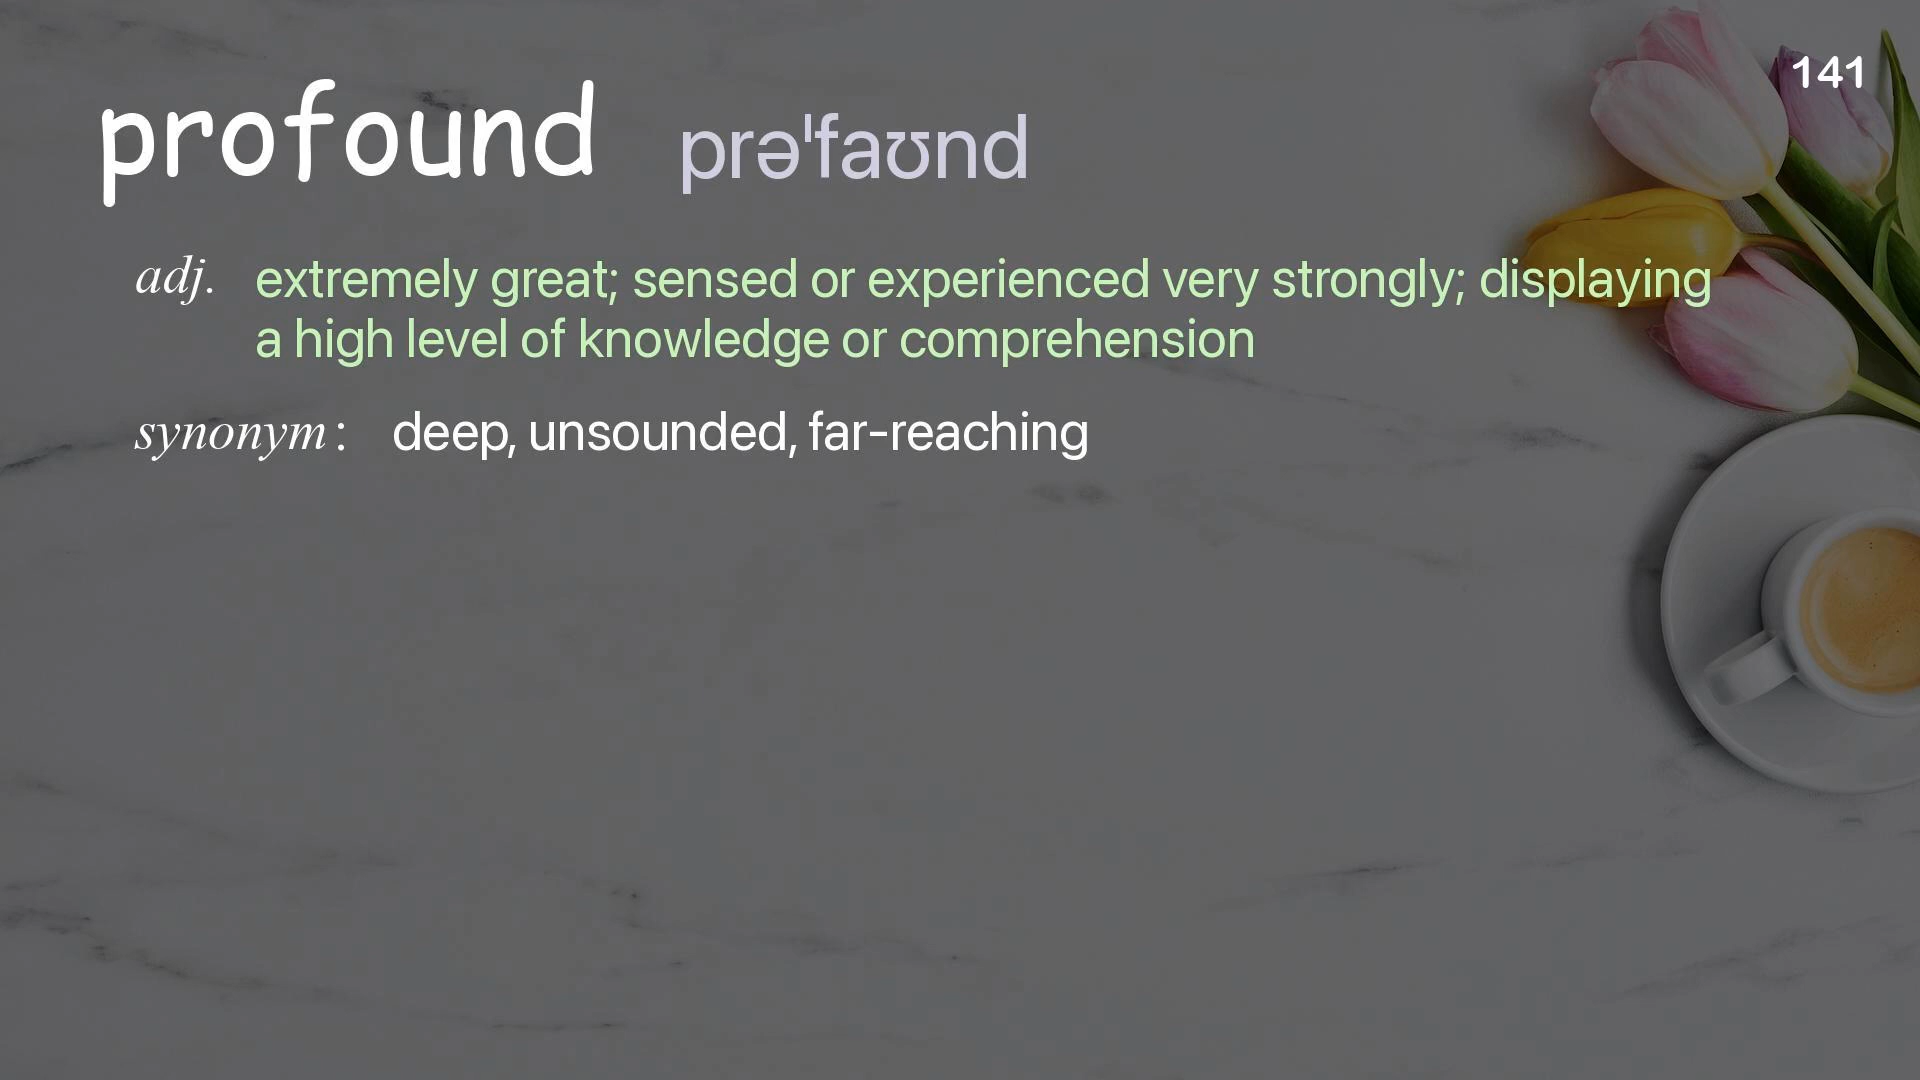 141
profound prəˈfaʊnd
adj. extremely great; sensed or experienced very strongly; displaying
a high level of knowledge or comprehension
synonym : deep, unsounded, far-reaching